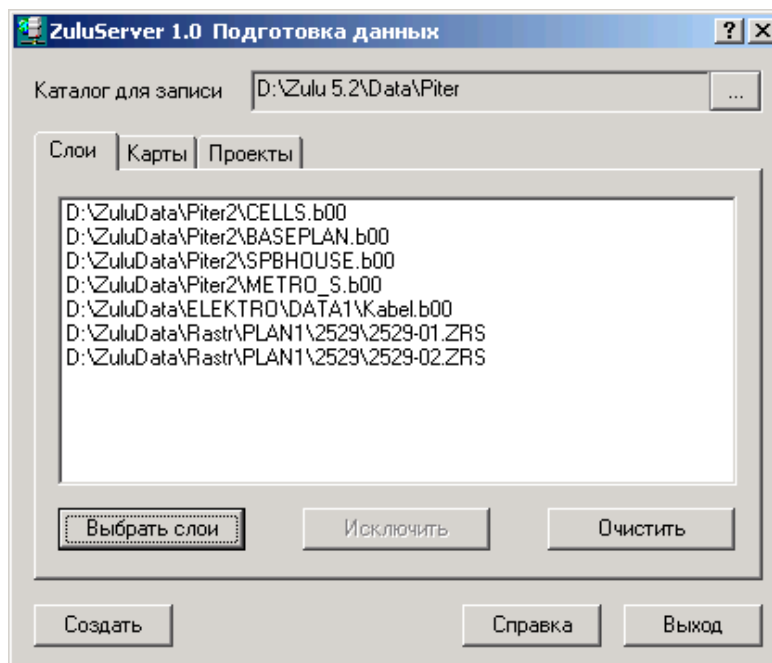 ZuluServer 1.0 Подготовка данных
Каталог для записи D:\Zulu 5.2\Data\Piter ...
Слои Карты Проекты
D:\ZuluData\Piter2\CELLS.b00
D:\ZuluData\Piter2\BASEPLAN.b00
D:\ZuluData\Piter2\SPBHOUSE.b00
D:\ZuluData\Piter2\METRO_S.b00
D:\ZuluData\ELEKTRO\DATA1\Kabel.b00
D:\ZuluData\Rastr\PLAN1\2529\2529-01.ZRS
D:\ZuluData\Rastr\PLAN1\2529\2529-02.ZRS
Выбрать слои Исключить Очистить
Создать Справка Выход